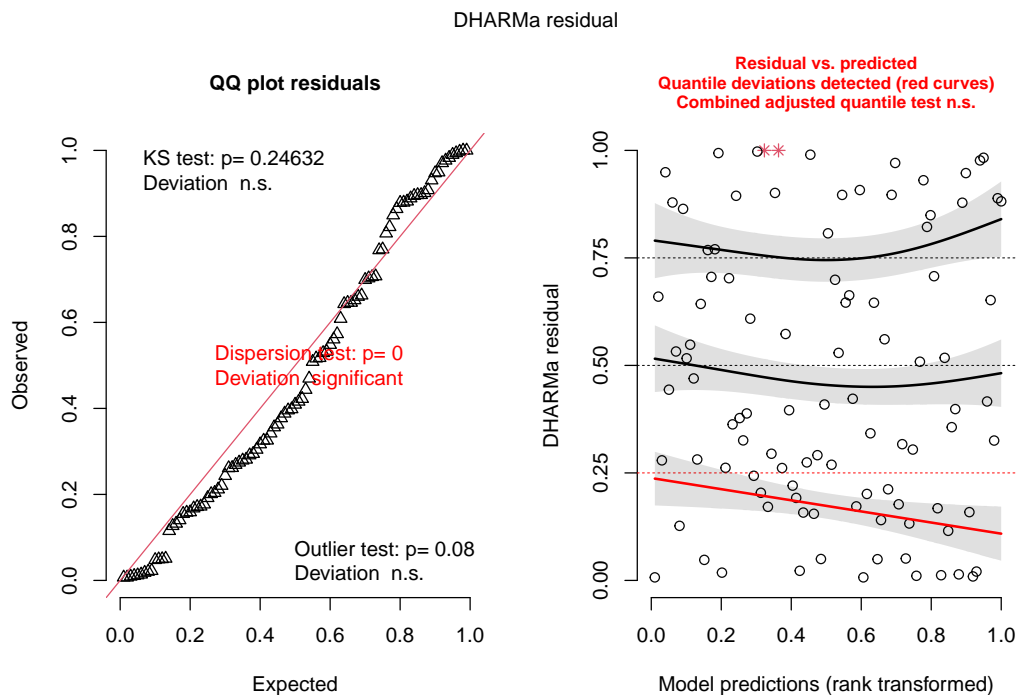 DHARMa residual
QQ plot residuals
KS test: p= 0.24632
Deviation n.s.
Dispersion test: p= 0
Deviation significant
Outlier test: p= 0.08
Deviation n.s.
Observed
0.0 0.2 0.4 0.6 0.8 1.0
0.0 0.2 0.4 0.6 0.8 1.0
Expected
Residual vs. predicted
Quantile deviations detected (red curves)
Combined adjusted quantile test n.s.
DHARMa residual
0.00 0.25 0.50 0.75 1.00
0.0 0.2 0.4 0.6 0.8 1.0
Model predictions (rank transformed)